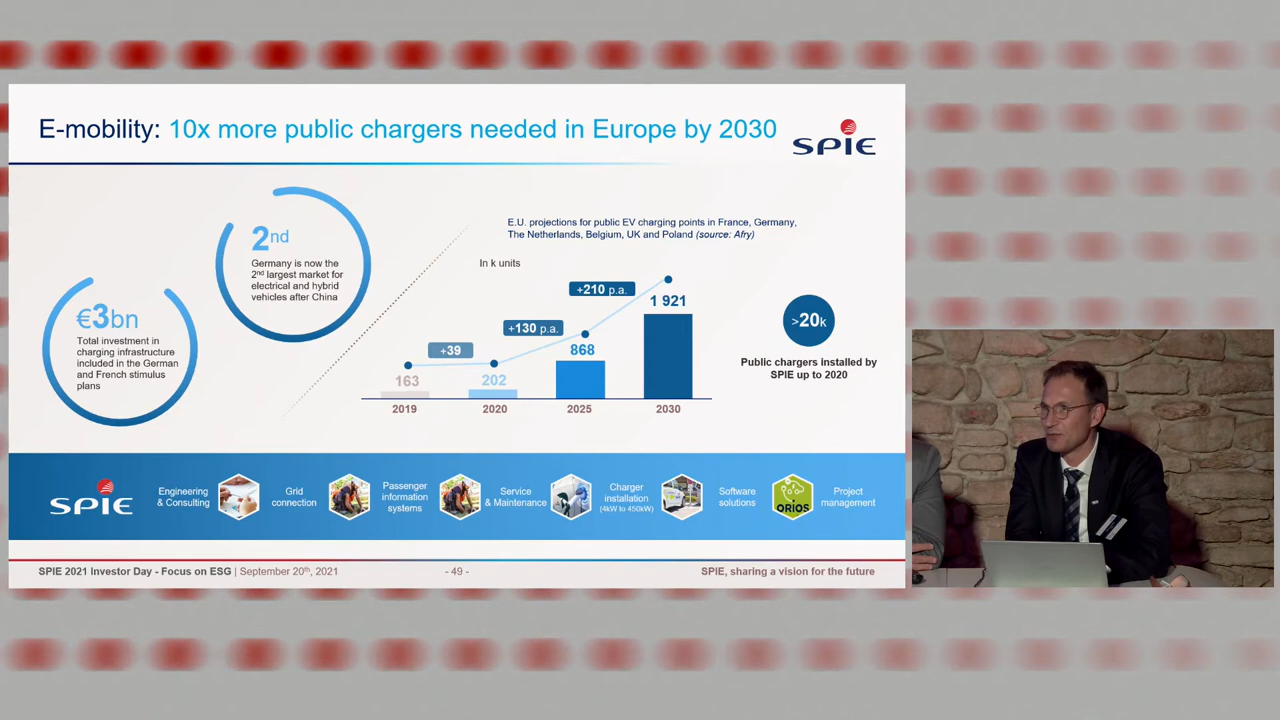 E-mobility: 10x more public chargers needed in Europe by 2030
SPIE
2nd
Germany is now the
2nd largest market for
electrical and hybrid
vehicles after China
€3bn
Total investment in
charging infrastructure
included in the German
and French stimulus
plans
E.U. projections for public EV charging points in France, Germany,
The Netherlands, Belgium, UK and Poland (source: Afry)
In k units
+39
+130 p.a.
+210 p.a.
163
202
868
1 921
2019
2020
2025
2030
>20k
Public chargers installed by
SPIE up to 2020
SPIE
Engineering
& Consulting
Grid
connection
Passenger
information
systems
Service
& Maintenance
Charger
installation
(4kW to 450kW)
Software
solutions
ORIOS
Project
management
SPIE 2021 Investor Day - Focus on ESG | September 20th, 2021
- 49 -
SPIE, sharing a vision for the future